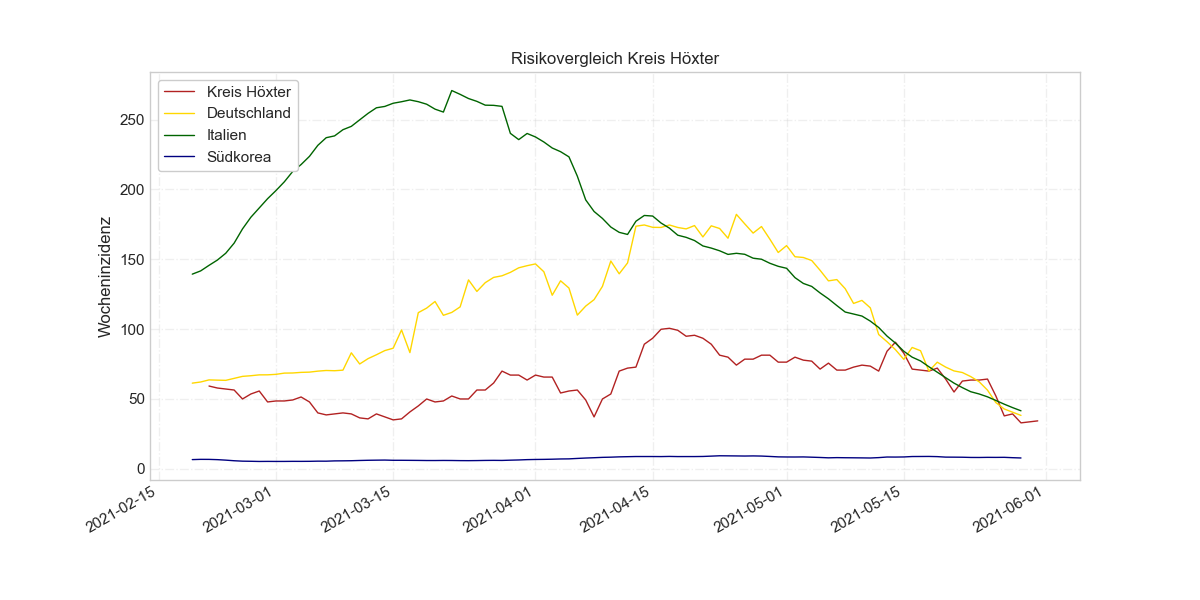 Risikovergleich Kreis Höxter
Kreis Höxter
Deutschland
Italien
Südkorea
Wocheninzidenz
250
200
150
100
50
0
2021-02-15
2021-03-01
2021-03-15
2021-04-01
2021-04-15
2021-05-01
2021-05-15
2021-06-01